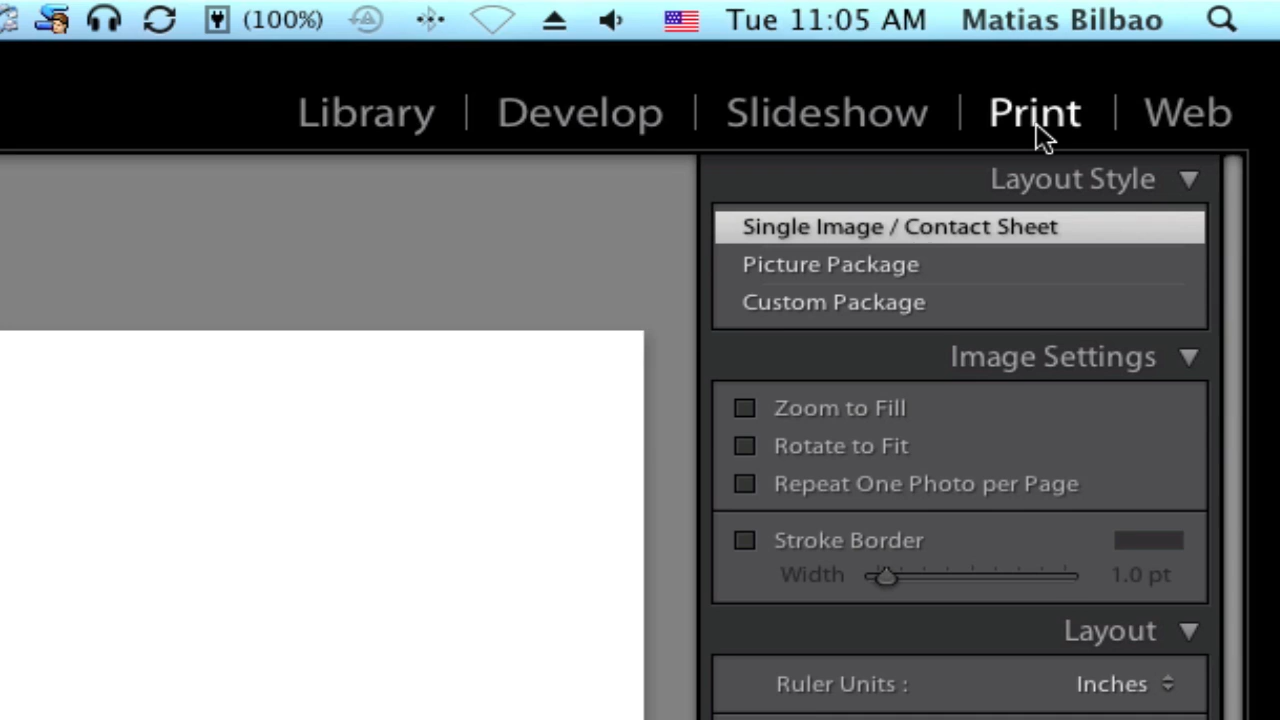 (100%) Tue 11:05 AM Matias Bilbao
Library | Develop | Slideshow | Print | Web
Layout Style
Single Image / Contact Sheet
Picture Package
Custom Package
Image Settings
Zoom to Fill
Rotate to Fit
Repeat One Photo per Page
Stroke Border
Width 1.0 pt
Layout
Ruler Units : Inches